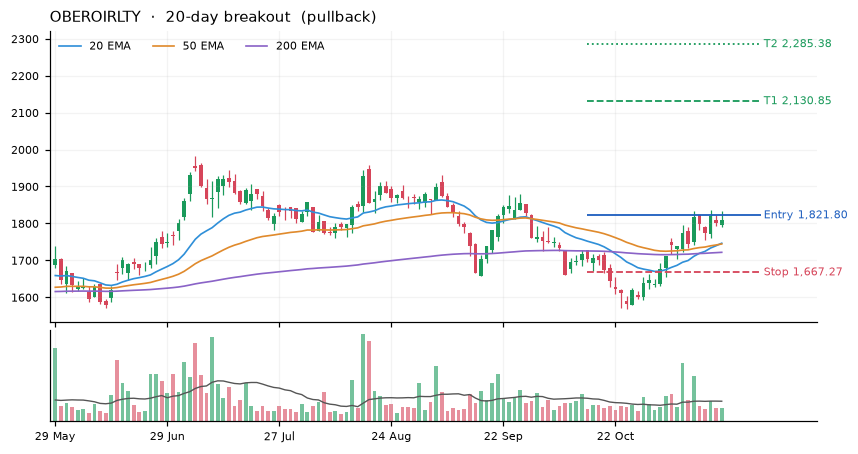 OBEROIRLTY · 20-day breakout (pullback)
20 EMA 50 EMA 200 EMA
2300
2200
2100
2000
1900
1800
1700
1600
T2 2,285.38
T1 2,130.85
Entry 1,821.80
Stop 1,667.27
29 May 29 Jun 27 Jul 24 Aug 22 Sep 22 Oct